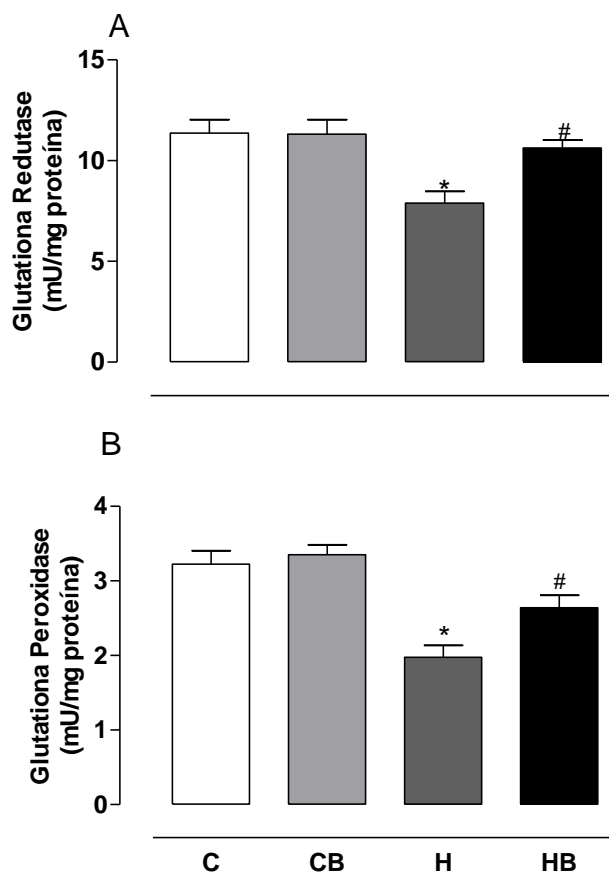 A
Glutationa Redutase
(mU/mg proteína)
15
10
5
0
*
#
B
Glutationa Peroxidase
(mU/mg proteína)
4
3
2
1
0
*
#
C CB H HB